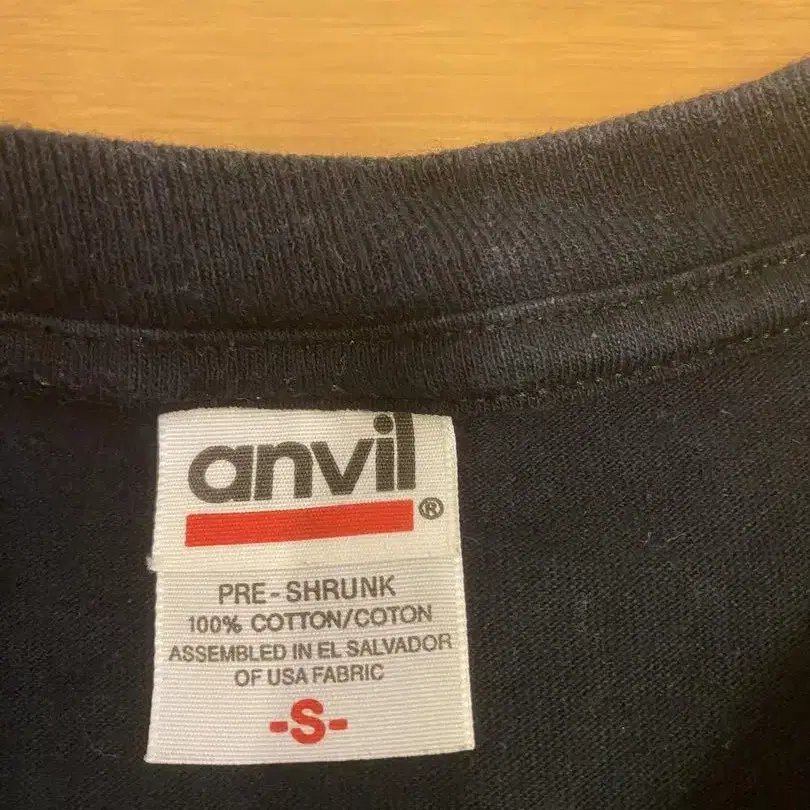 anvil®
PRE-SHRUNK
100% COTTON/COTON
ASSEMBLED IN EL SALVADOR
OF USA FABRIC
-S-